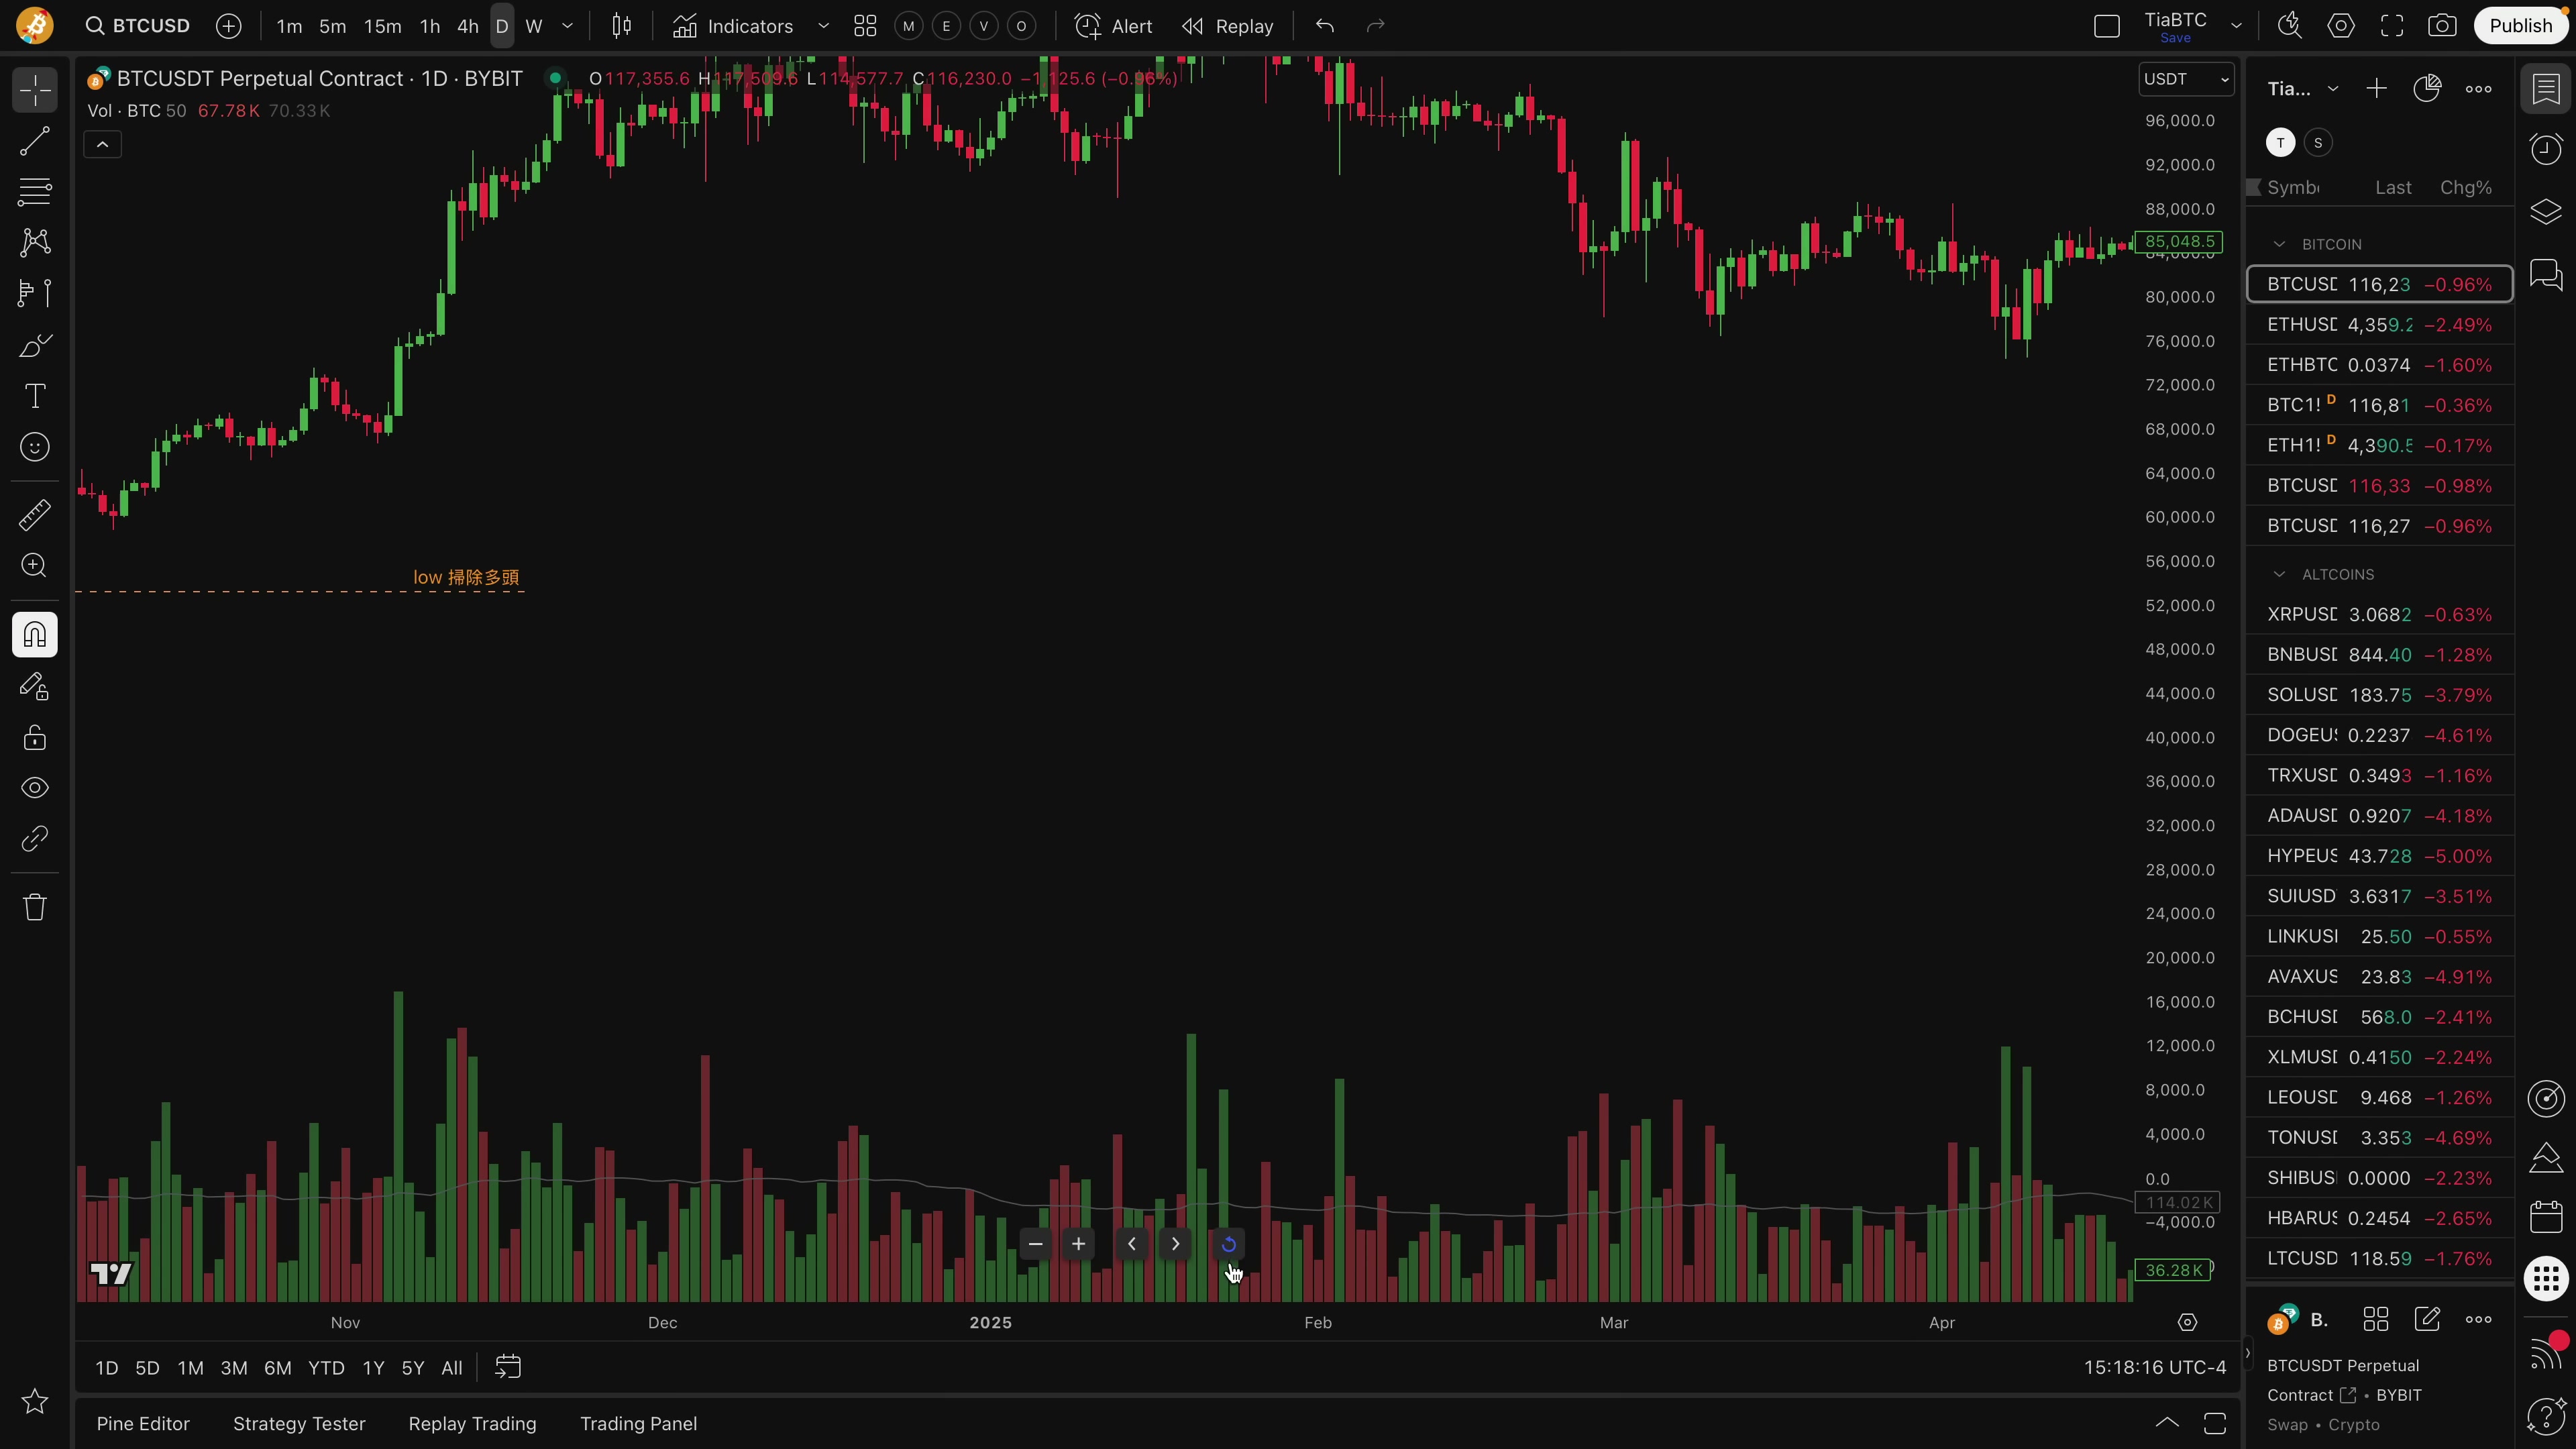 BTCUSD
1m 5m 15m 1h 4h D W
Indicators
M E V O
Alert
Replay
TiaBTC
Save
Publish
BTCUSDT Perpetual Contract · 1D · BYBIT
O117,355.6 H117,509.6 L114,577.7 C116,230.0 −1,125.6 (−0.96%)
Vol · BTC 50 67.78K 70.33K
low 掃除多頭
USDT
96,000.0
92,000.0
88,000.0
85,048.5
80,000.0
76,000.0
72,000.0
68,000.0
64,000.0
60,000.0
56,000.0
52,000.0
48,000.0
44,000.0
40,000.0
36,000.0
32,000.0
28,000.0
24,000.0
20,000.0
16,000.0
12,000.0
8,000.0
4,000.0
0.0
114.02K
−4,000.0
36.28K
Nov Dec 2025 Feb Mar Apr
1D 5D 1M 3M 6M YTD 1Y 5Y All
15:18:16 UTC-4
Pine Editor Strategy Tester Replay Trading Trading Panel
Tia...
T S
Last Chg%
BITCOIN
BTCUSD 116,23 −0.96%
ETHUSD 4,359.2 −2.49%
ETHBTC 0.0374 −1.60%
BTC1! D 116,81 −0.36%
ETH1! D 4,390.5 −0.17%
BTCUSD 116,33 −0.98%
BTCUSD 116,27 −0.96%
ALTCOINS
XRPUSD 3.0682 −0.63%
BNBUSD 844.40 −1.28%
SOLUSD 183.75 −3.79%
DOGEUS 0.2237 −4.61%
TRXUSD 0.3493 −1.16%
ADAUSD 0.9207 −4.18%
HYPEUS 43.728 −5.00%
SUIUSD 3.6317 −3.51%
LINKUS 25.50 −0.55%
AVAXUS 23.83 −4.91%
BCHUSD 568.0 −2.41%
XLMUSD 0.4150 −2.24%
LEOUSD 9.468 −1.26%
TONUSD 3.353 −4.69%
SHIBUS 0.0000 −2.23%
HBARUS 0.2454 −2.65%
LTCUSD 118.59 −1.76%
B.
BTCUSDT Perpetual
Contract • BYBIT
Swap • Crypto